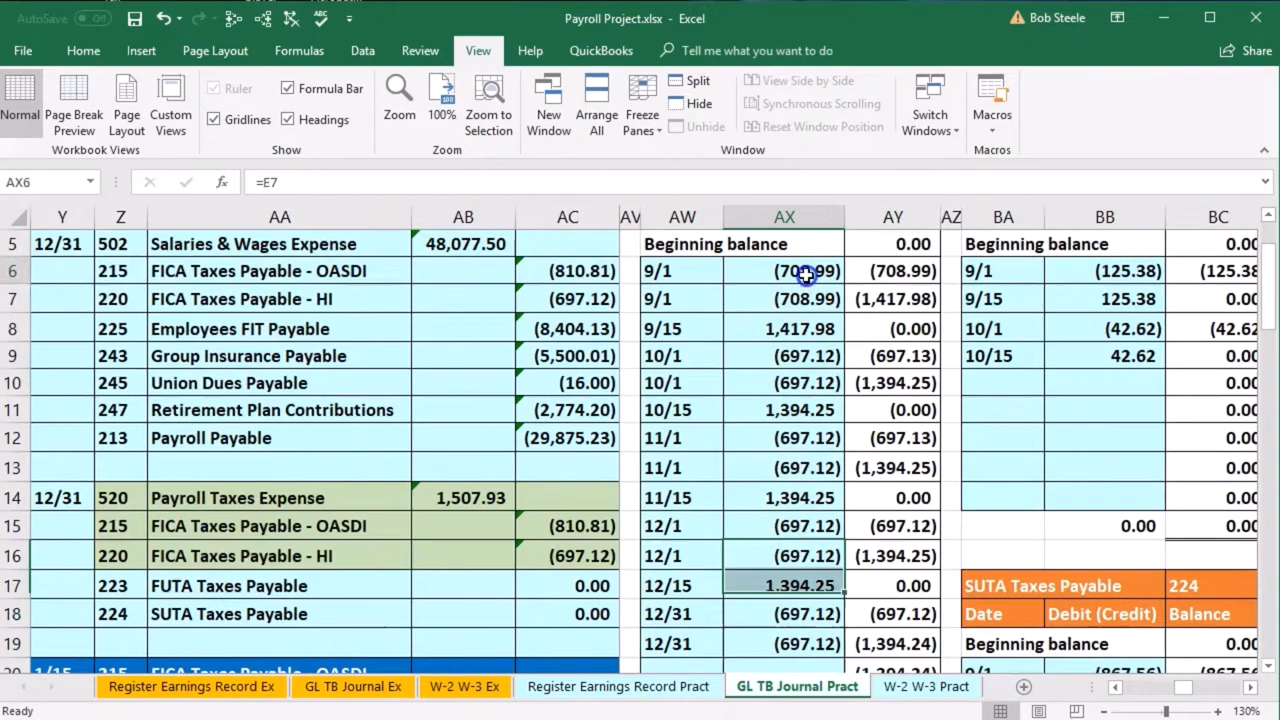 AutoSave Off Payroll Project.xlsx - Excel Bob Steele
File Home Insert Page Layout Formulas Data Review View Help QuickBooks Tell me what you want to do Share
Normal Page Break Preview Page Layout Custom Views
Ruler Formula Bar
Gridlines Headings
Zoom 100% Zoom to Selection
New Window Arrange All Freeze Panes
Split View Side by Side
Hide Synchronous Scrolling
Unhide Reset Window Position
Switch Windows Macros
Workbook Views Show Zoom Window Macros
AX6 fx =E7
Y Z AA AB AC AV AW AX AY AZ BA BB BC
5 12/31 502 Salaries & Wages Expense 48,077.50 Beginning balance 0.00 Beginning balance 0.00
6 215 FICA Taxes Payable - OASDI (810.81) 9/1 (708.99) (708.99) 9/1 (125.38) (125.38
7 220 FICA Taxes Payable - HI (697.12) 9/1 (708.99) (1,417.98) 9/15 125.38 0.00
8 225 Employees FIT Payable (8,404.13) 9/15 1,417.98 (0.00) 10/1 (42.62) (42.62
9 243 Group Insurance Payable (5,500.01) 10/1 (697.12) (697.13) 10/15 42.62 0.00
10 245 Union Dues Payable (16.00) 10/1 (697.12) (1,394.25) 0.00
11 247 Retirement Plan Contributions (2,774.20) 10/15 1,394.25 (0.00) 0.00
12 213 Payroll Payable (29,875.23) 11/1 (697.12) (697.13) 0.00
13 11/1 (697.12) (1,394.25) 0.00
14 12/31 520 Payroll Taxes Expense 1,507.93 11/15 1,394.25 0.00 0.00
15 215 FICA Taxes Payable - OASDI (810.81) 12/1 (697.12) (697.12) 0.00 0.00
16 220 FICA Taxes Payable - HI (697.12) 12/1 (697.12) (1,394.25)
17 223 FUTA Taxes Payable 0.00 12/15 1,394.25 0.00 SUTA Taxes Payable 224
18 224 SUTA Taxes Payable 0.00 12/31 (697.12) (697.12) Date Debit (Credit) Balance
19 12/31 (697.12) (1,394.24) Beginning balance 0.00
20 1/15 215 FICA Taxes Payable - OASDI (1,394.24) 9/1 (867.56) (867.56
Register Earnings Record Ex GL TB Journal Ex W-2 W-3 Ex Register Earnings Record Pract GL TB Journal Pract W-2 W-3 Pract
Ready 130%